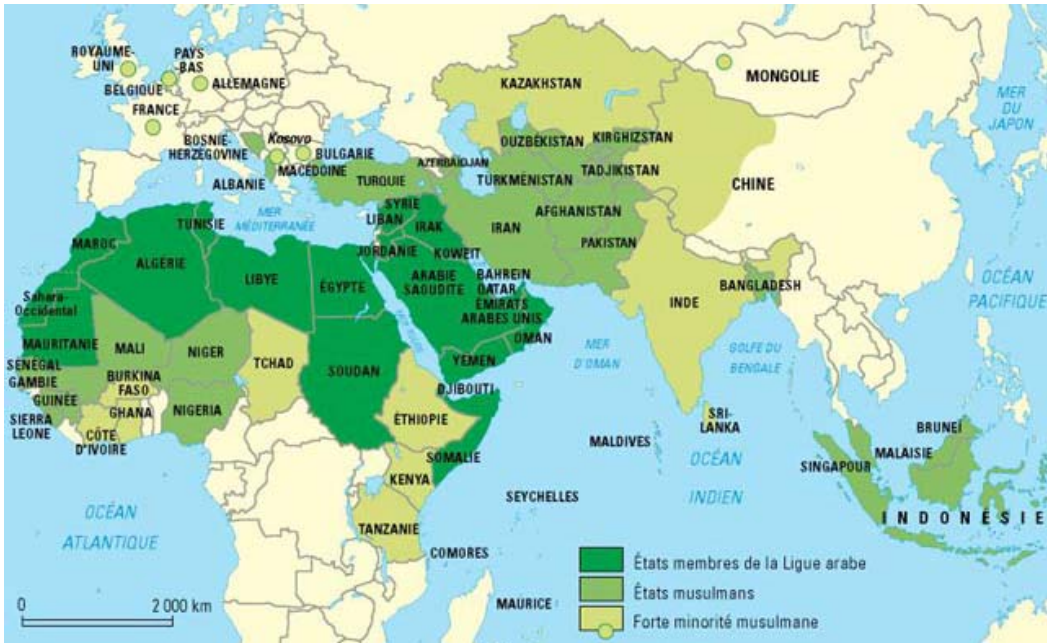 ROYAUME-
UNI
PAYS
BAS
BELGIQUE
ALLEMAGNE
FRANCE
BOSNIE-
HERZÉGOVINE
Kosovo
BULGARIE
MACÉDOINE
ALBANIE
MER
MÉDITERRANÉE
TURQUIE
AZERBAÏDJAN
KAZAKHSTAN
OUZBÉKISTAN
KIRGHIZSTAN
TURKMÉNISTAN
TADJIKISTAN
MONGOLIE
CHINE
MER
DU
JAPON
SYRIE
LIBAN
IRAK
IRAN
AFGHANISTAN
PAKISTAN
JORDANIE
KOWEIT
MAROC
TUNISIE
ALGÉRIE
LIBYE
ÉGYPTE
ARABIE
SAOUDITE
BAHREIN
QATAR
ÉMIRATS
ARABES UNIS
OMAN
YEMEN
INDE
BANGLADESH
OCÉAN
PACIFIQUE
Sahara-
Occidental
MAURITANIE
MALI
NIGER
TCHAD
SOUDAN
SÉNÉGAL
GAMBIE
GUINÉE
BURKINA
FASO
SIERRA
LEONE
CÔTE
D'IVOIRE
GHANA
NIGERIA
DJIBOUTI
ÉTHIOPIE
SOMALIE
KENYA
TANZANIE
MER
D'OMAN
GOLFE DU
BENGALE
MALDIVES
SRI-
LANKA
OCÉAN
INDIEN
SEYCHELLES
COMORES
MAURICE
BRUNEÏ
MALAISIE
SINGAPOUR
INDONÉSIE
OCÉAN
ATLANTIQUE
0 2 000 km
États membres de la Ligue arabe
États musulmans
Forte minorité musulmane